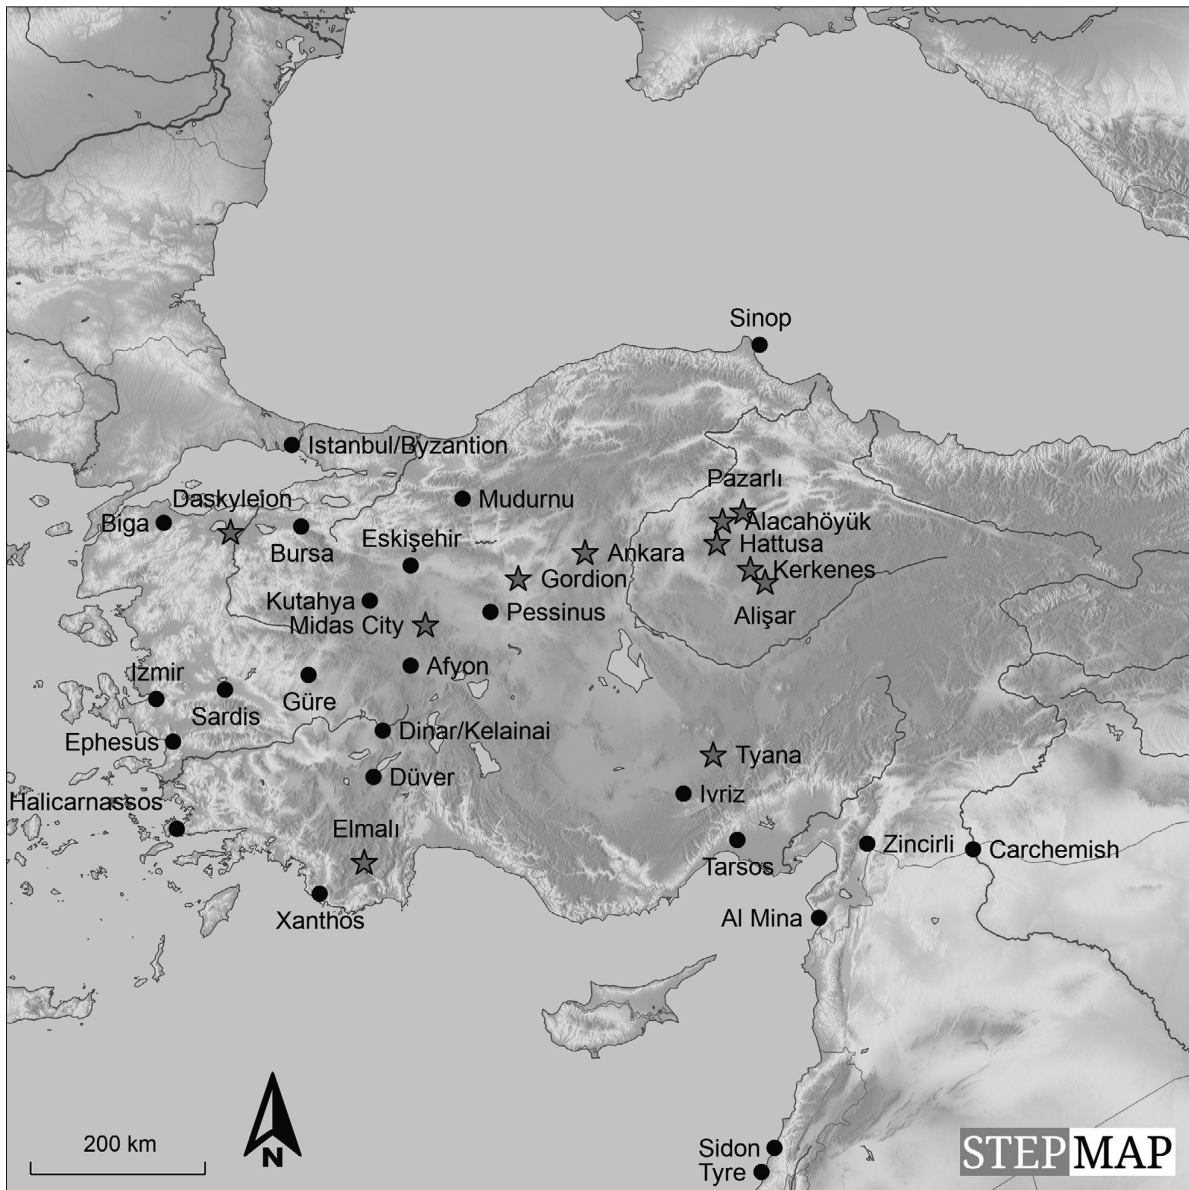 Sinop
Istanbul/Byzantion
Daskyleion
Mudurnu
Pazarlı
Biga
Bursa
Eskişehir
Alacahöyük
Hattusa
Ankara
Gordion
Kerkenes
Kutahya
Pessinus
Alişar
Midas City
Izmir
Afyon
Güre
Sardis
Ephesus
Dinar/Kelainai
Tyana
Düver
Ivriz
Halicarnassos
Elmalı
Tarsos
Zincirli
Carchemish
Xanthos
Al Mina
200 km
N
Sidon
Tyre
STEPMAP